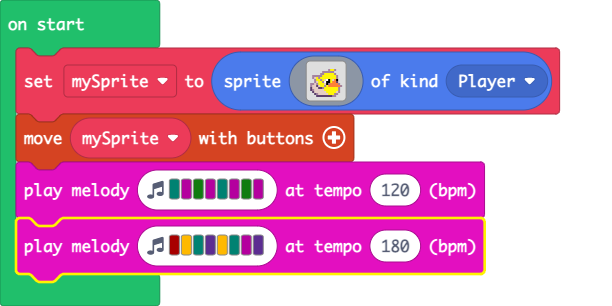 on start
set mySprite to sprite of kind Player
move mySprite with buttons
play melody at tempo 120 (bpm)
play melody at tempo 180 (bpm)